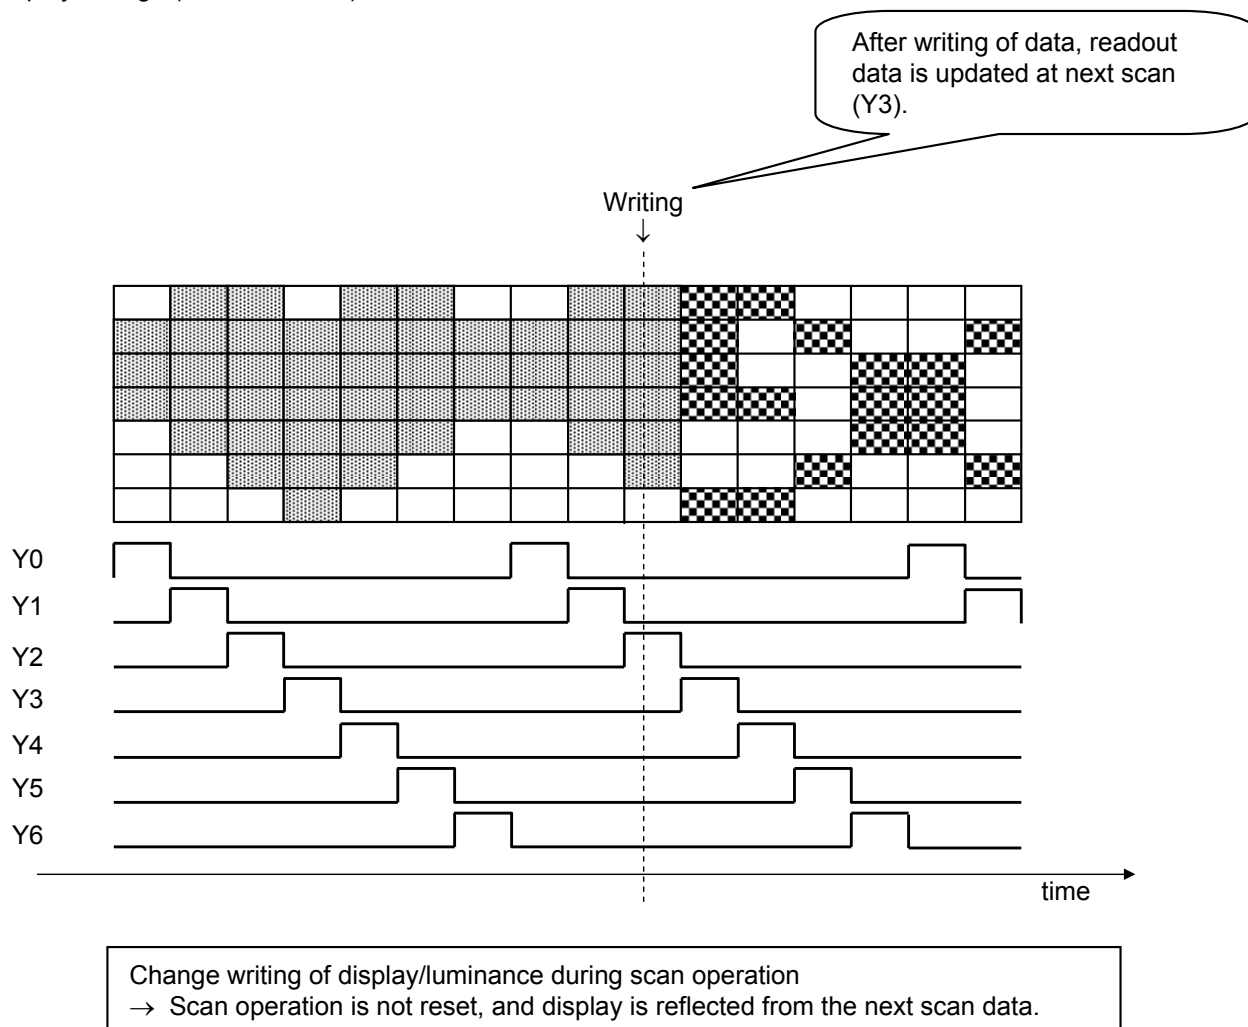 After writing of data, readout
data is updated at next scan
(Y3).
Writing
↓
Y0
Y1
Y2
Y3
Y4
Y5
Y6
time
Change writing of display/luminance during scan operation
→ Scan operation is not reset, and display is reflected from the next scan data.